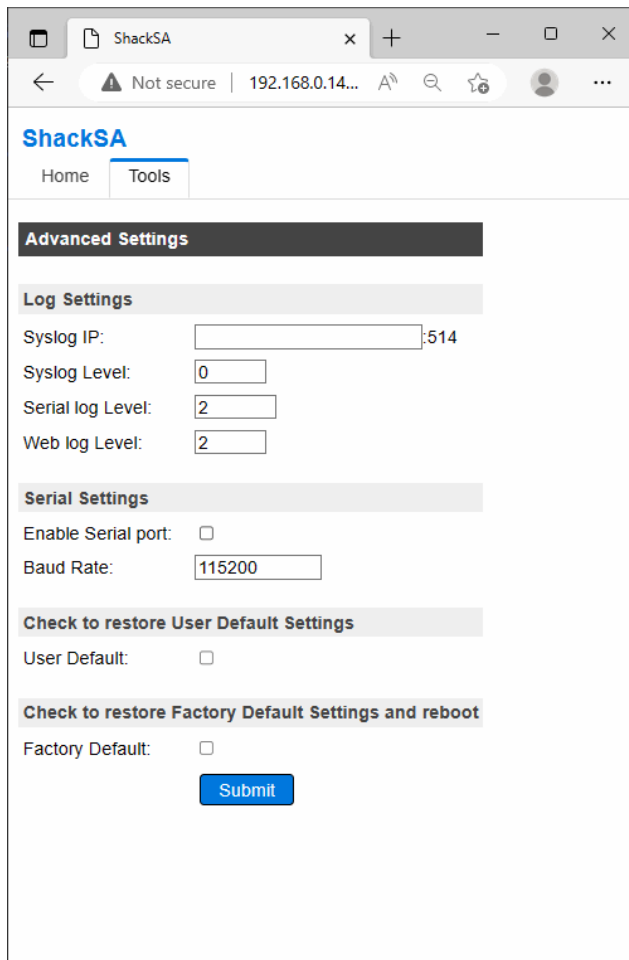 ShackSA
Not secure 192.168.0.14...
ShackSA
Home Tools
Advanced Settings
Log Settings
Syslog IP: :514
Syslog Level: 0
Serial log Level: 2
Web log Level: 2
Serial Settings
Enable Serial port:
Baud Rate: 115200
Check to restore User Default Settings
User Default:
Check to restore Factory Default Settings and reboot
Factory Default:
Submit